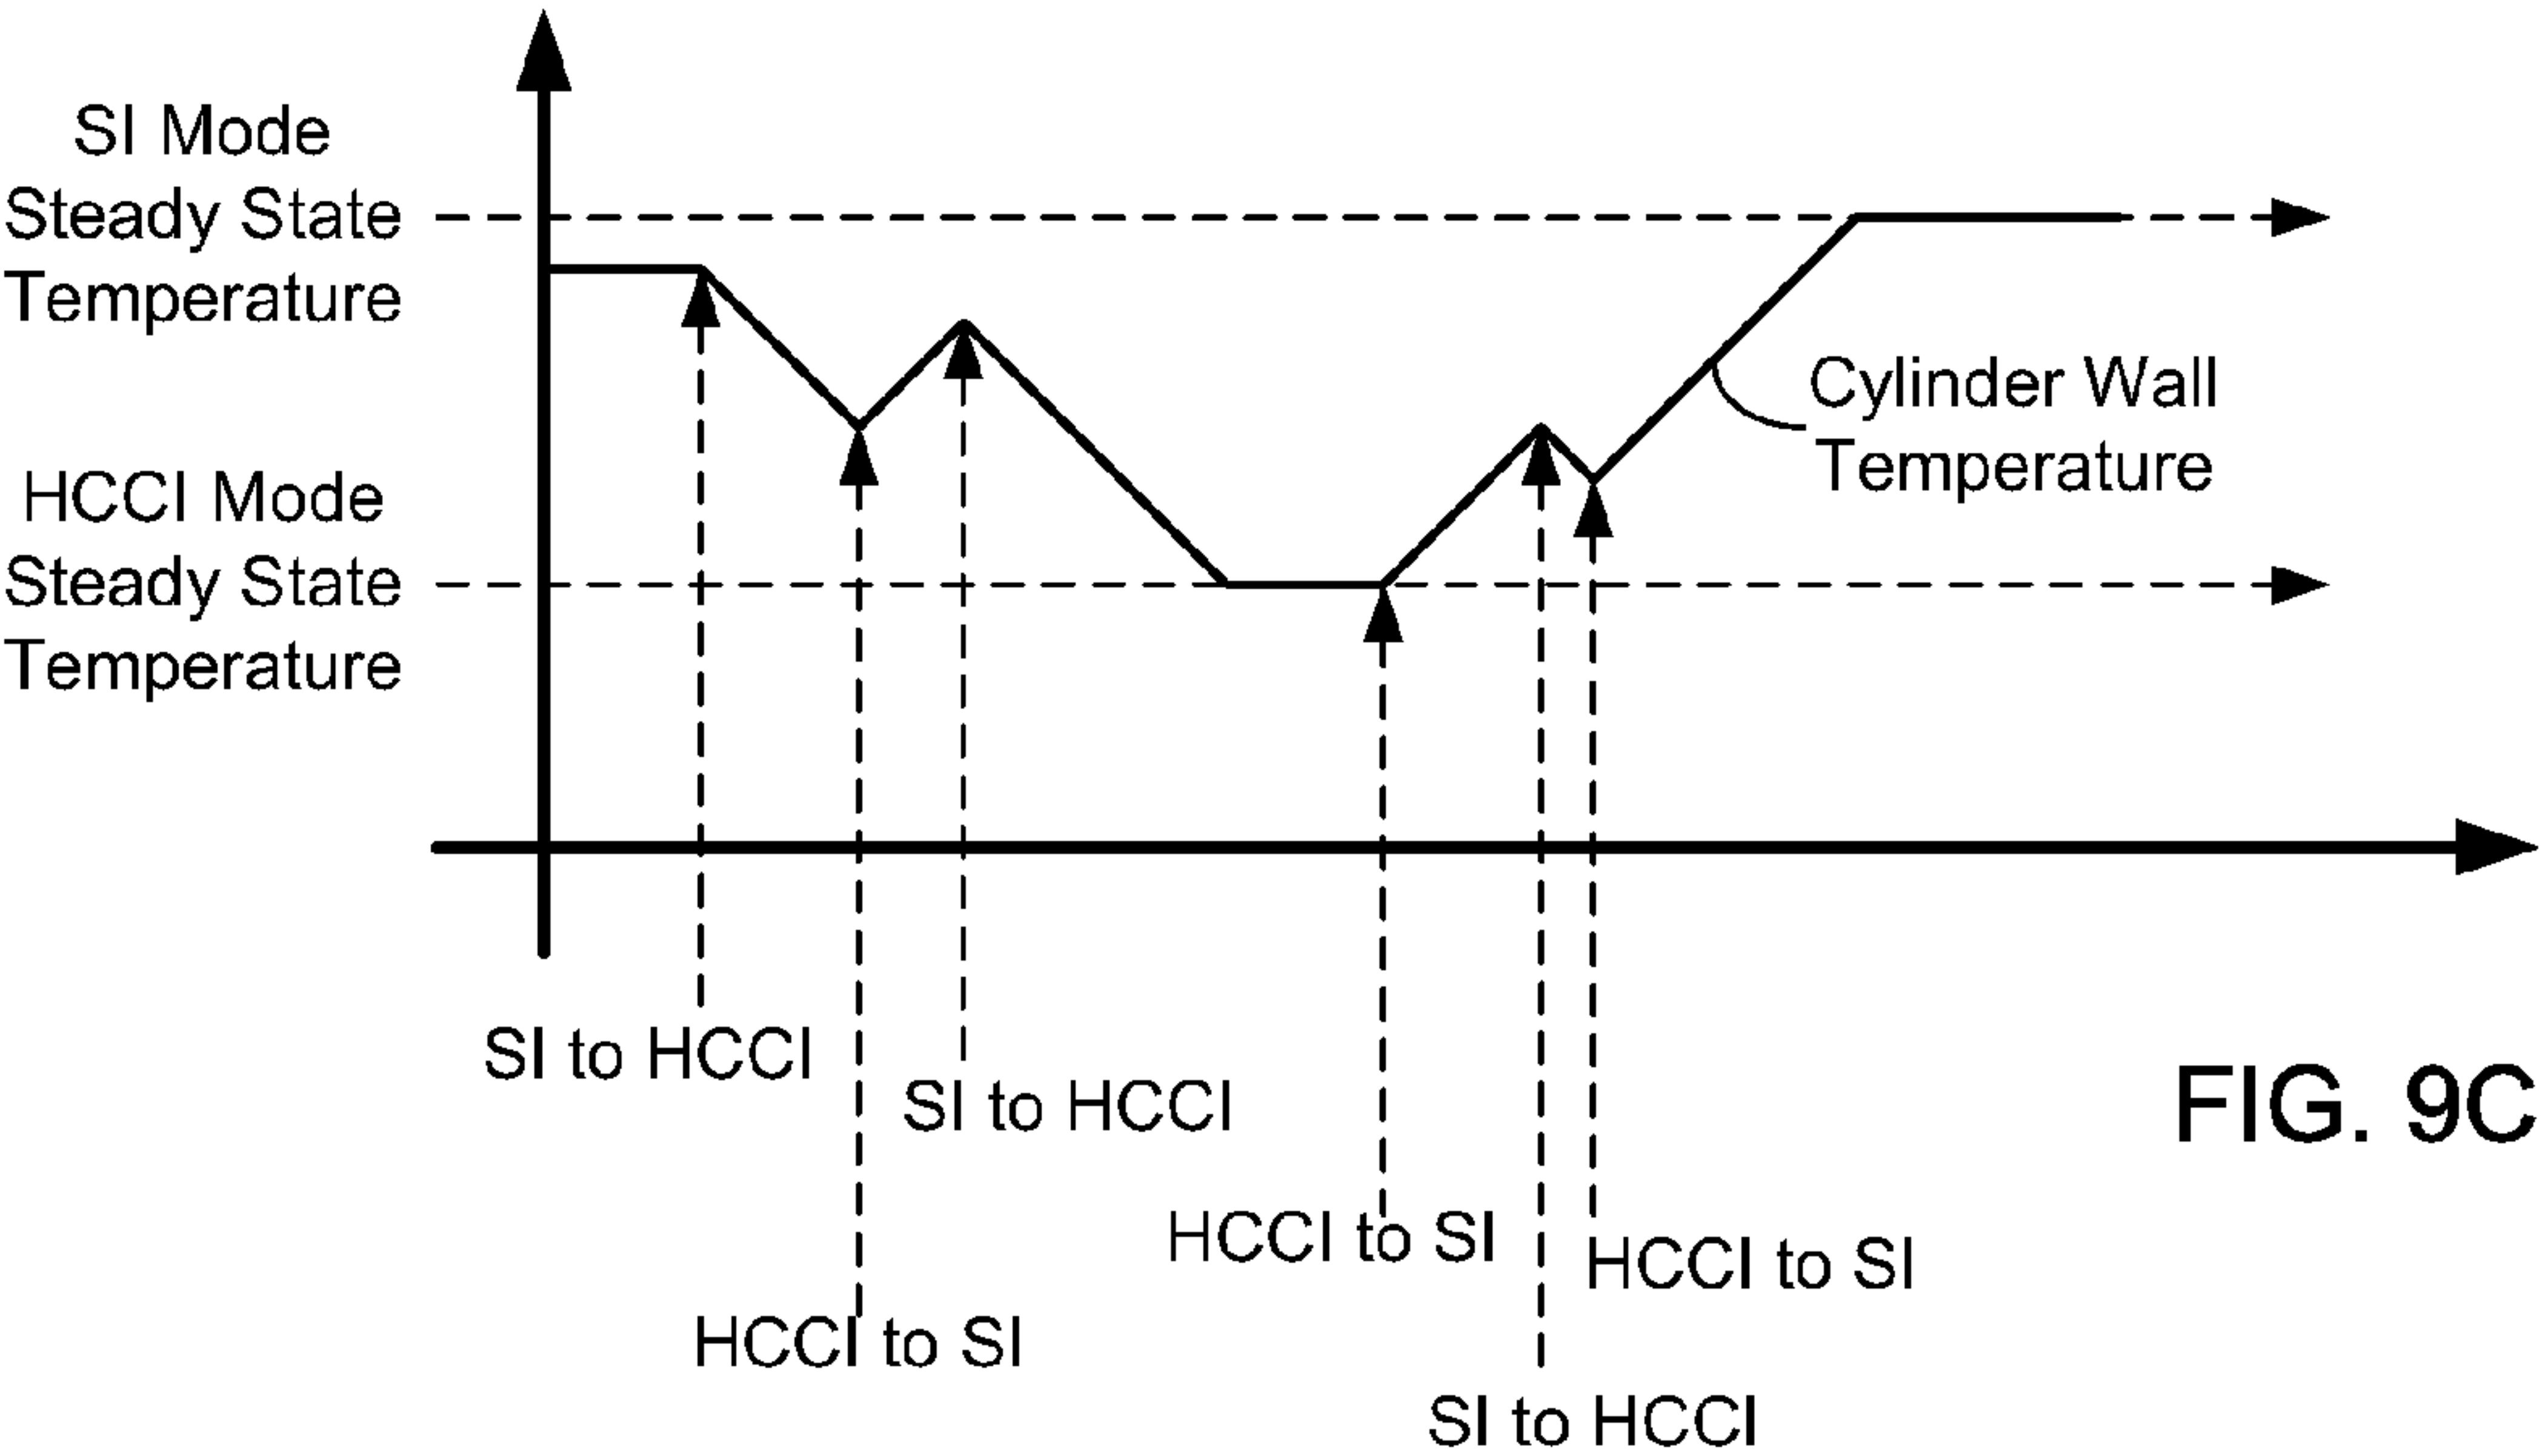 SI Mode
Steady State
Temperature
HCCI Mode
Steady State
Temperature
Cylinder Wall
Temperature
SI to HCCI
SI to HCCI
HCCI to SI
HCCI to SI
HCCI to SI
SI to HCCI
FIG. 9C